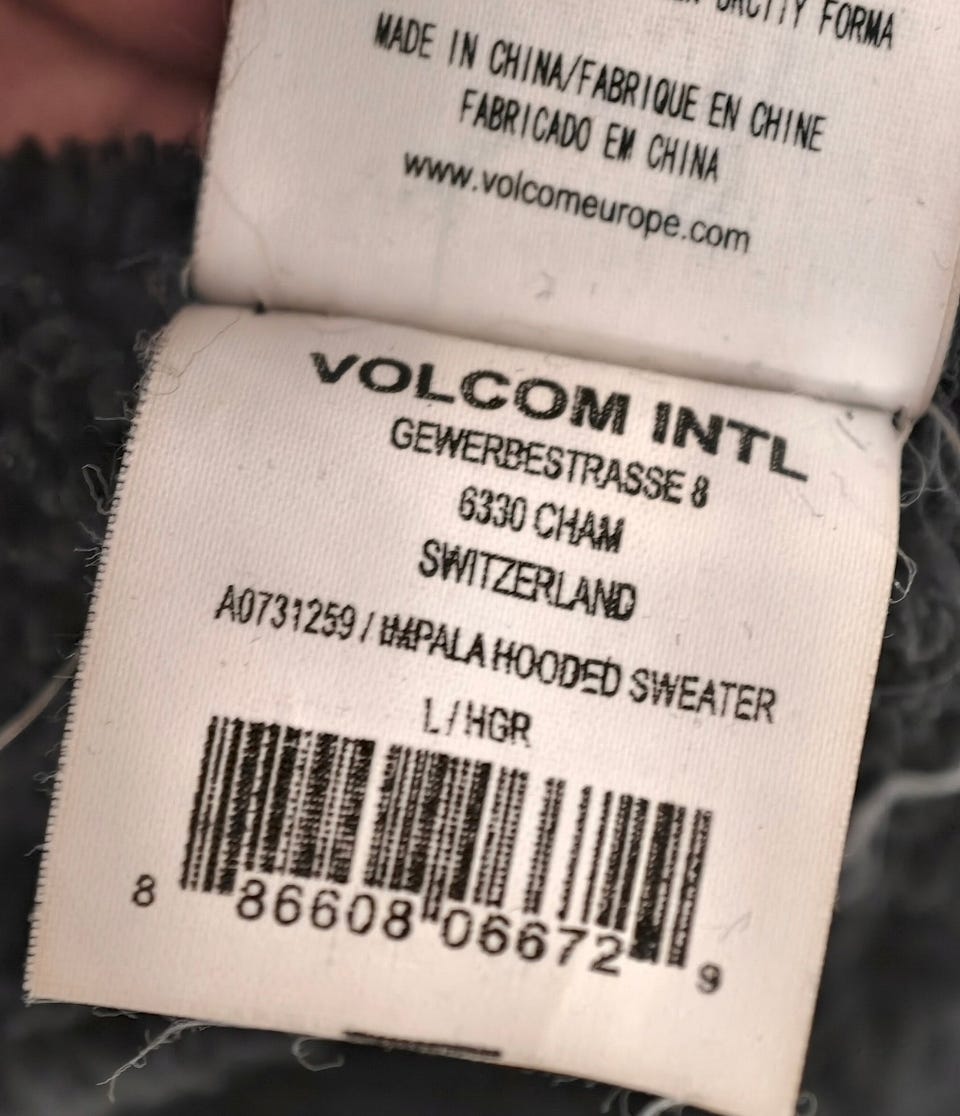 FORMA
MADE IN CHINA/FABRIQUE EN CHINE
FABRICADO EM CHINA
www.volcomeurope.com
VOLCOM INTL
GEWERBESTRASSE 8
6330 CHAM
SWITZERLAND
A0731259 / IMPALA HOODED SWEATER
L / HGR
8 86608 06672 9